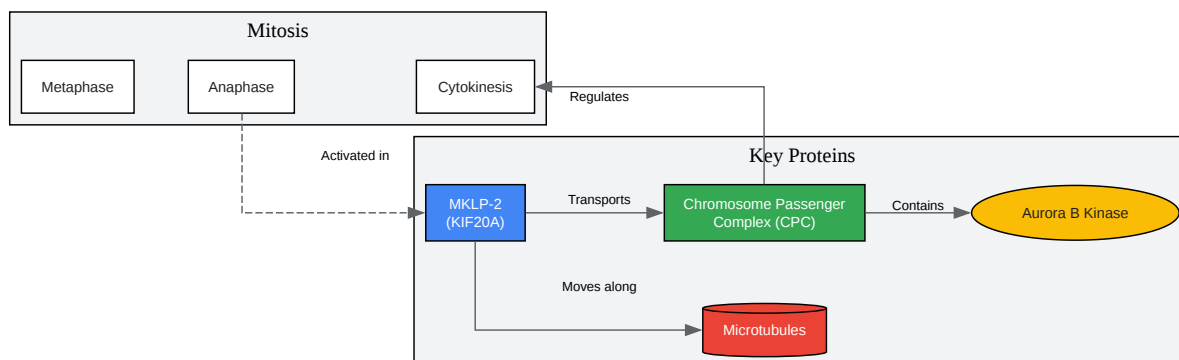 Mitosis
Metaphase
Anaphase
Cytokinesis
Regulates
Activated in
Key Proteins
MKLP-2
(KIF20A)
Transports
Chromosome Passenger
Complex (CPC)
Contains
Aurora B Kinase
Moves along
Microtubules